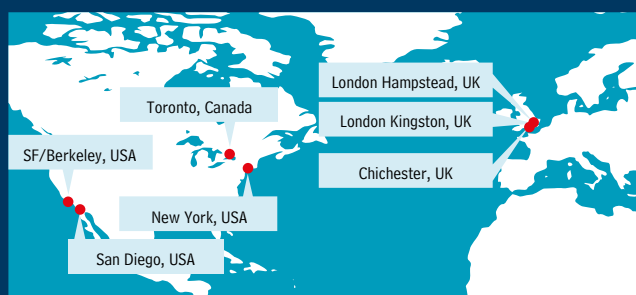 London Hampstead, UK
Toronto, Canada
London Kingston, UK
SF/Berkeley, USA
Chichester, UK
New York, USA
San Diego, USA